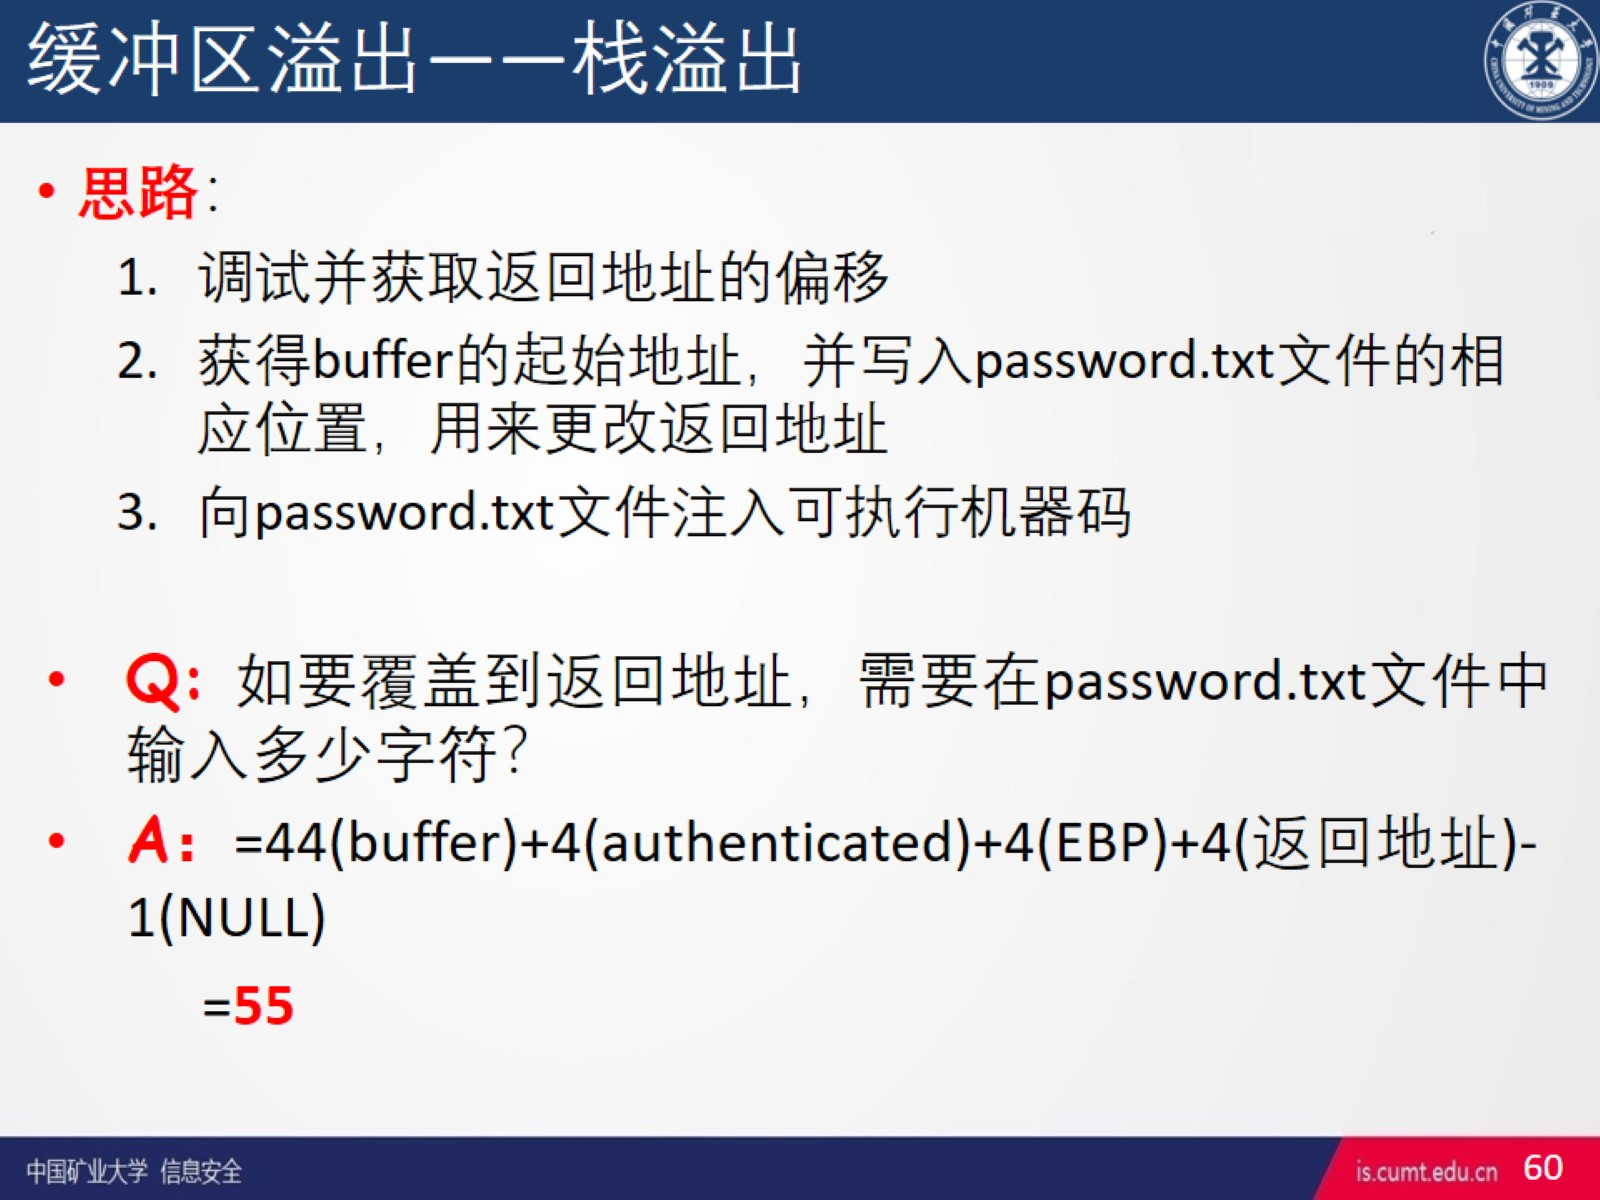 缓冲区溢出——栈溢出
• 思路：
1. 调试并获取返回地址的偏移
2. 获得buffer的起始地址，并写入password.txt文件的相
应位置，用来更改返回地址
3. 向password.txt文件注入可执行机器码
• Q：如要覆盖到返回地址，需要在password.txt文件中
输入多少字符？
• A：=44(buffer)+4(authenticated)+4(EBP)+4(返回地址)-
1(NULL)
=55
中国矿业大学 信息安全
is.cumt.edu.cn 60
CHINA UNIVERSITY OF MINING AND TECHNOLOGY
1909